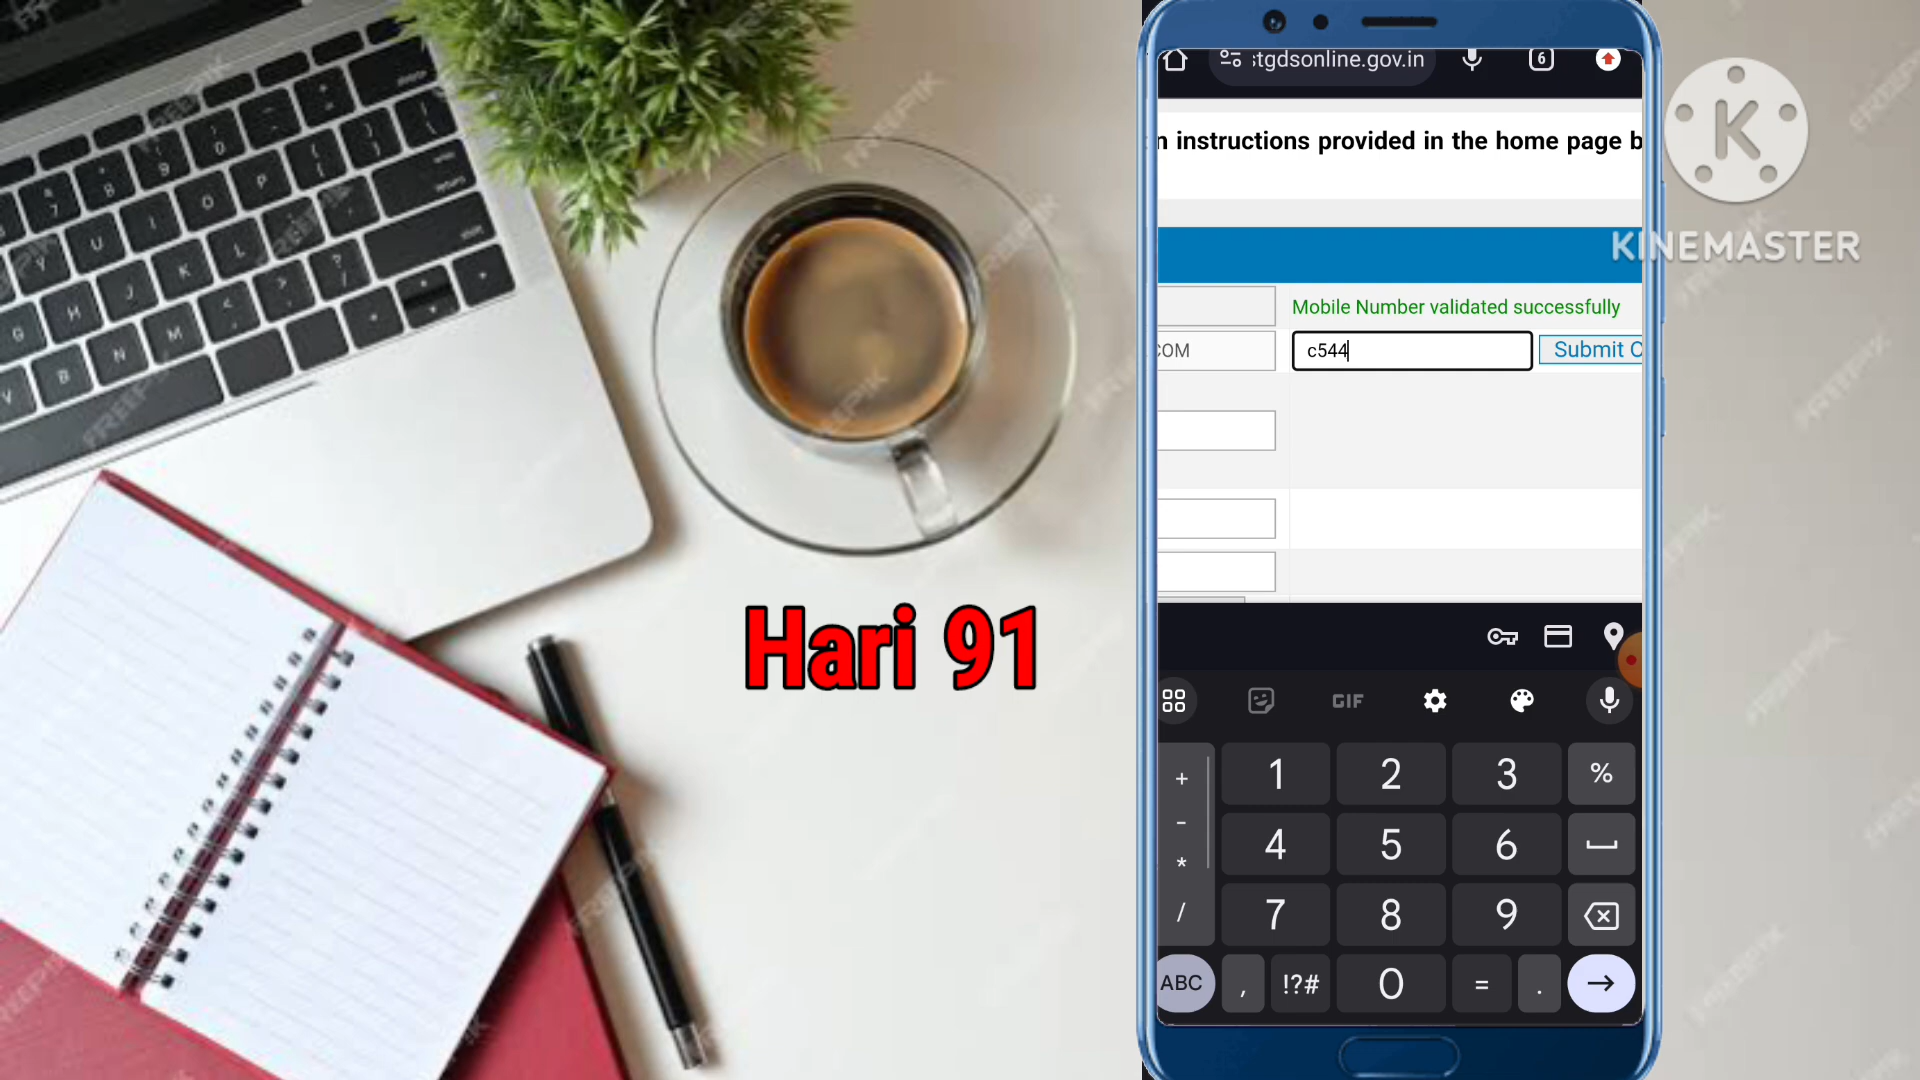 stgdsonline.gov.in
6
n instructions provided in the home page b
Mobile Number validated successfully
COM
c544
Submit C
KINEMASTER
Hari 91
GIF
+ 1 2 3 %
- 4 5 6
*
/ 7 8 9
ABC , !?# 0 = . →